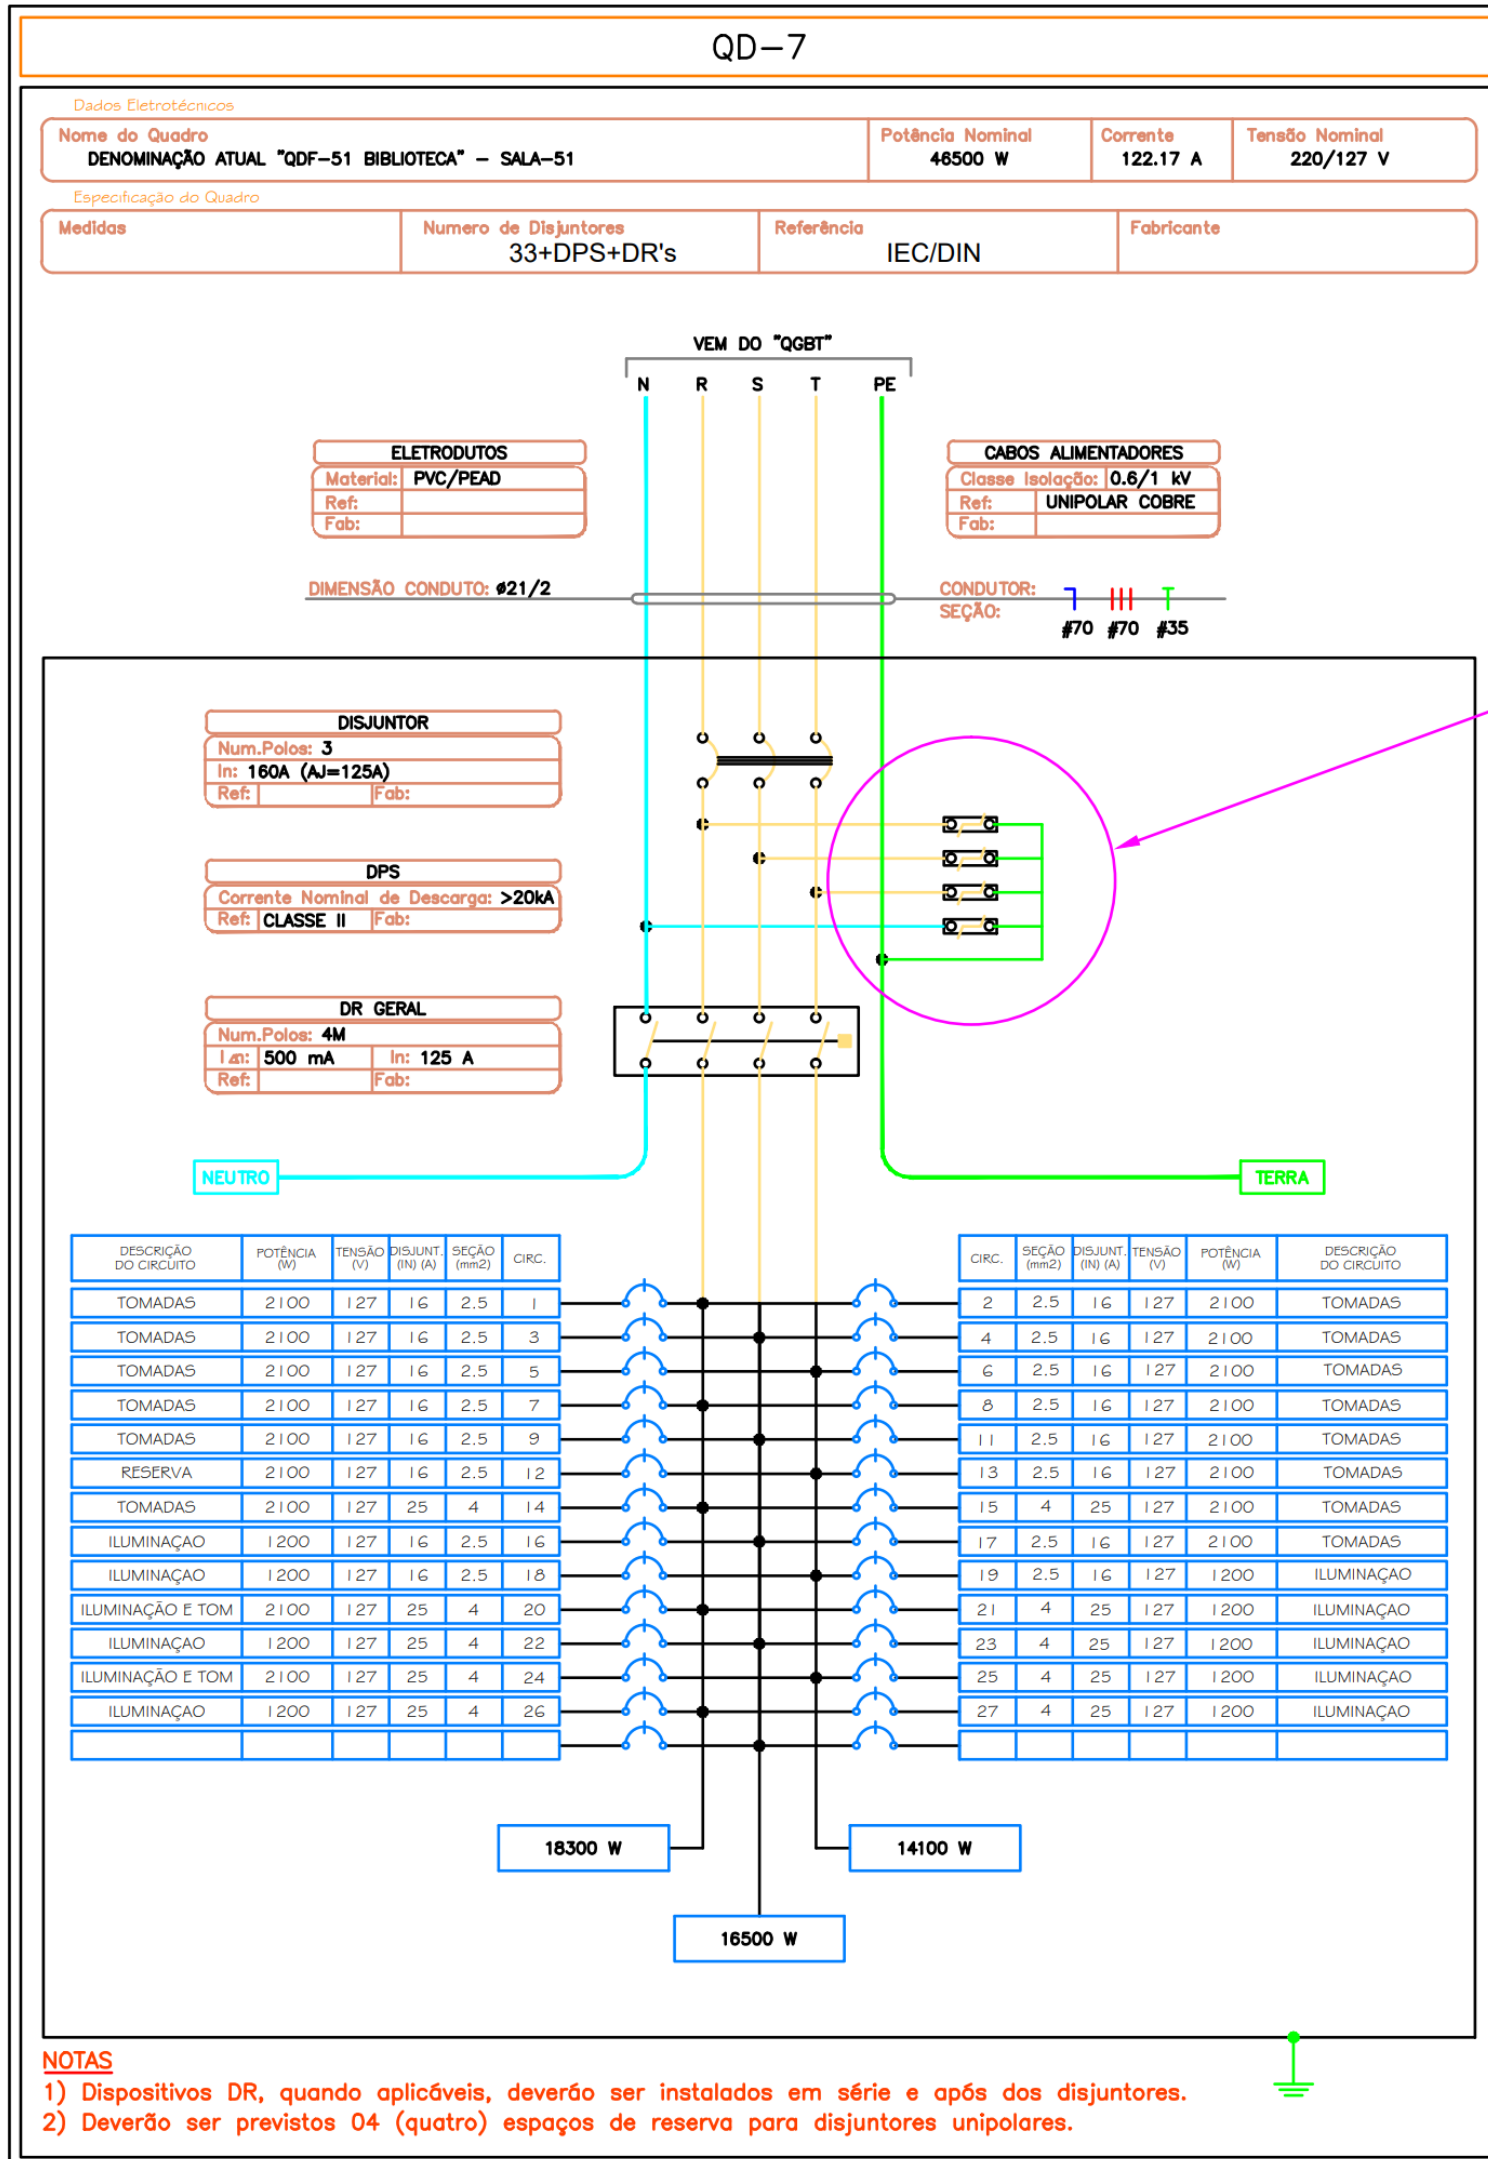 QD-7
Dados Eletrotécnicos
Nome do Quadro
DENOMINAÇÃO ATUAL "QDF-51 BIBLIOTECA" - SALA-51
Potência Nominal
46500 W
Corrente
122.17 A
Tensão Nominal
220/127 V
Especificação do Quadro
Medidas
Numero de Disjuntores
33+DPS+DR's
Referência
IEC/DIN
Fabricante
VEM DO "QGBT"
N R S T PE
ELETRODUTOS
Material: PVC/PEAD
Ref:
Fab:
CABOS ALIMENTADORES
Classe Isolação: 0.6/1 kV
Ref: UNIPOLAR COBRE
Fab:
DIMENSÃO CONDUTO: ø21/2
CONDUTOR:
SEÇÃO:
#70 #70 #35
DISJUNTOR
Num.Polos: 3
In: 160A (AJ=125A)
Ref: Fab:
DPS
Corrente Nominal de Descarga: >20kA
Ref: CLASSE II Fab:
DR GERAL
Num.Polos: 4M
I∆n: 500 mA In: 125 A
Ref: Fab:
NEUTRO
TERRA
DESCRIÇÃO DO CIRCUITO POTÊNCIA (W) TENSÃO (V) DISJUNT. (IN) (A) SEÇÃO (mm2) CIRC. CIRC. SEÇÃO (mm2) DISJUNT. (IN) (A) TENSÃO (V) POTÊNCIA (W) DESCRIÇÃO DO CIRCUITO
TOMADAS 2100 127 16 2.5 1 2 2.5 16 127 2100 TOMADAS
TOMADAS 2100 127 16 2.5 3 4 2.5 16 127 2100 TOMADAS
TOMADAS 2100 127 16 2.5 5 6 2.5 16 127 2100 TOMADAS
TOMADAS 2100 127 16 2.5 7 8 2.5 16 127 2100 TOMADAS
TOMADAS 2100 127 16 2.5 9 11 2.5 16 127 2100 TOMADAS
RESERVA 2100 127 16 2.5 12 13 2.5 16 127 2100 TOMADAS
TOMADAS 2100 127 25 4 14 15 4 25 127 2100 TOMADAS
ILUMINAÇAO 1200 127 16 2.5 16 17 2.5 16 127 2100 TOMADAS
ILUMINAÇAO 1200 127 16 2.5 18 19 2.5 16 127 1200 ILUMINAÇAO
ILUMINAÇÃO E TOM 2100 127 25 4 20 21 4 25 127 1200 ILUMINAÇAO
ILUMINAÇAO 1200 127 25 4 22 23 4 25 127 1200 ILUMINAÇAO
ILUMINAÇÃO E TOM 2100 127 25 4 24 25 4 25 127 1200 ILUMINAÇAO
ILUMINAÇAO 1200 127 25 4 26 27 4 25 127 1200 ILUMINAÇAO
18300 W
14100 W
16500 W
NOTAS
1) Dispositivos DR, quando aplicáveis, deverão ser instalados em série e após dos disjuntores.
2) Deverão ser previstos 04 (quatro) espaços de reserva para disjuntores unipolares.